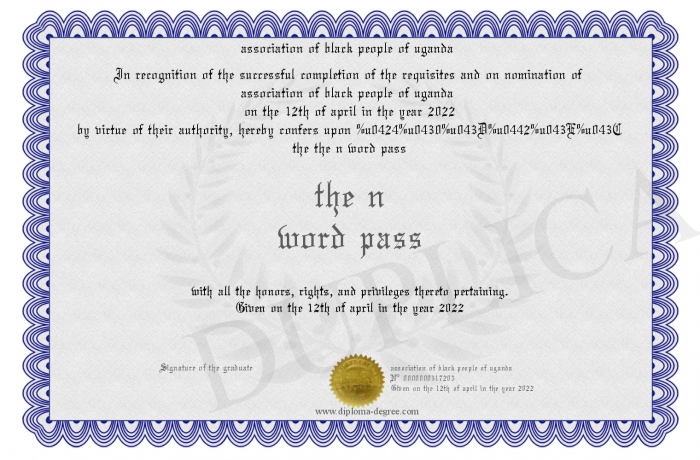 association of black people of uganda
In recognition of the successful completion of the requisites and on nomination of
association of black people of uganda
on the 12th of april in the year 2022
by virtue of their authority, hereby confers upon %u0424%u0430%u043D%u0442%u043E%u043C
the the n word pass
the n
word pass
with all the honors, rights, and privileges thereto pertaining.
Given on the 12th of april in the year 2022
DUPLICA
Signature of the graduate
association of black people of uganda
N° 0000000317203
Given on the 12th of april in the year 2022
www.diploma-degree.com